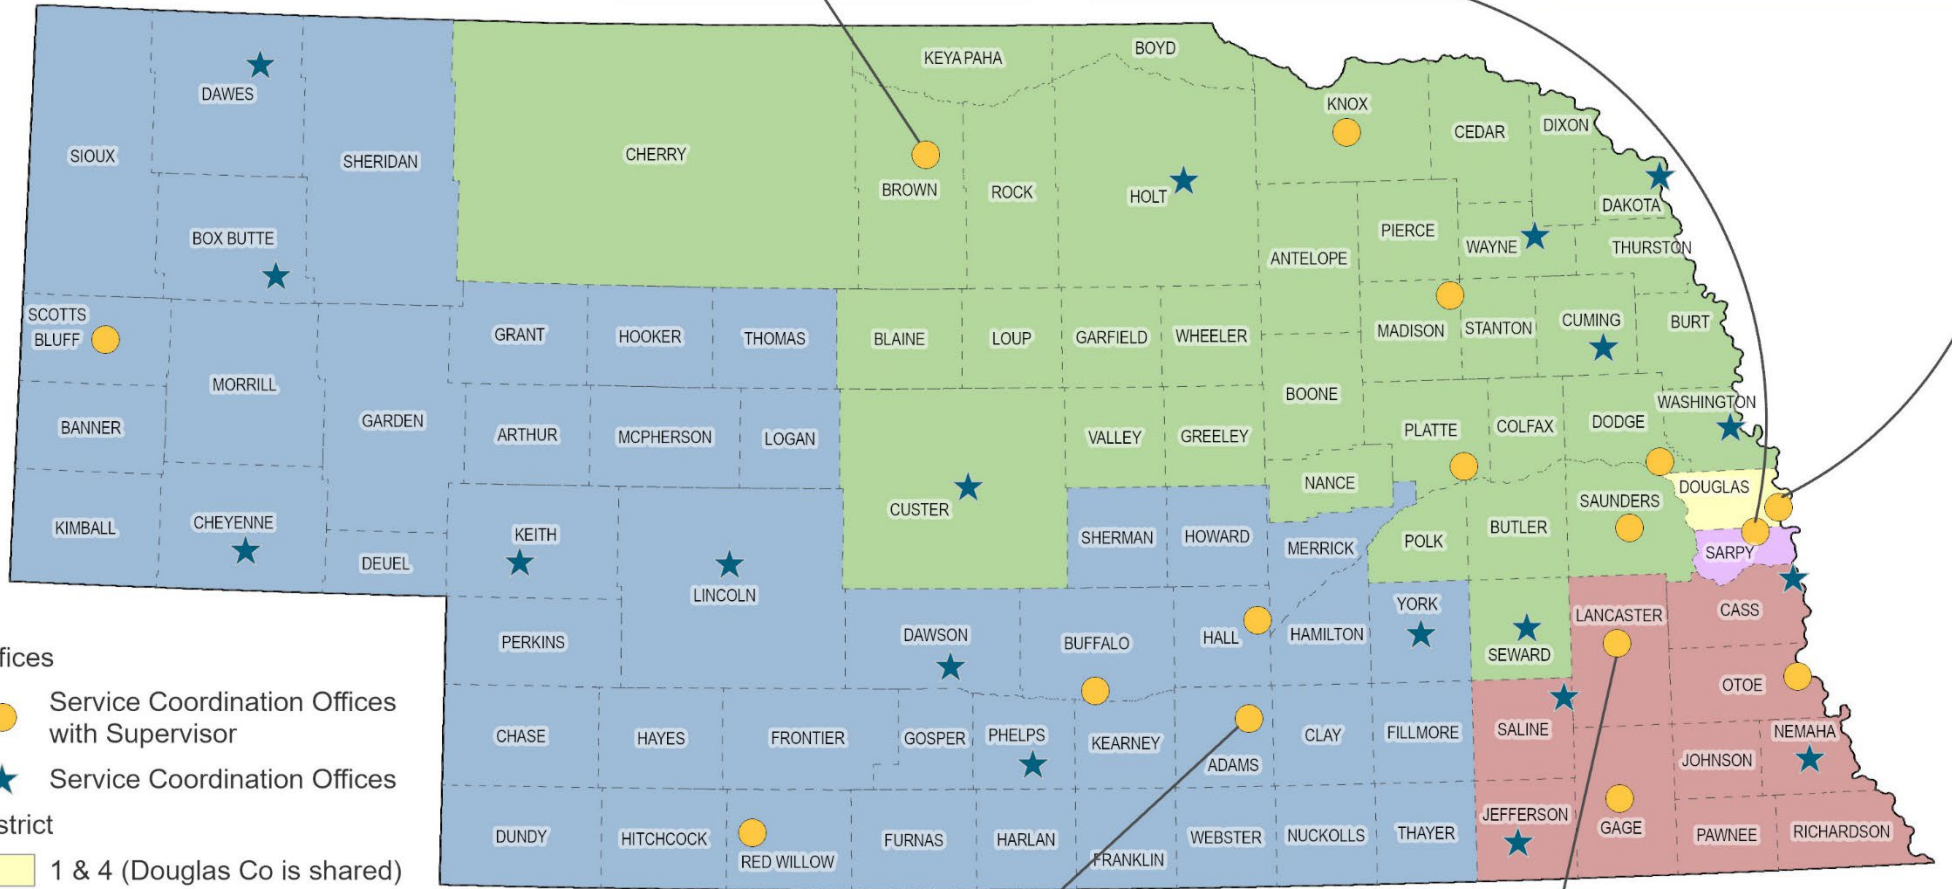 KEYA PAHA
BOYD
DAWES
KNOX
CEDAR
DIXON
SIOUX
SHERIDAN
CHERRY
BROWN
ROCK
HOLT
DAKOTA
BOX BUTTE
PIERCE
WAYNE
THURSTON
ANTELOPE
SCOTTS
BLUFF
GRANT
HOOKER
THOMAS
BLAINE
LOUP
GARFIELD
WHEELER
MADISON
STANTON
CUMING
BURT
MORRILL
BANNER
GARDEN
ARTHUR
MCPHERSON
LOGAN
VALLEY
GREELEY
BOONE
PLATTE
COLFAX
DODGE
WASHINGTON
NANCE
DOUGLAS
KIMBALL
CHEYENNE
KEITH
CUSTER
SHERMAN
HOWARD
MERRICK
POLK
BUTLER
SAUNDERS
SARPY
DEUEL
LINCOLN
PERKINS
DAWSON
BUFFALO
HALL
HAMILTON
YORK
SEWARD
LANCASTER
CASS
OTOE
CHASE
HAYES
FRONTIER
GOSPER
PHELPS
KEARNEY
ADAMS
CLAY
FILLMORE
SALINE
JOHNSON
NEMAHA
DUNDY
HITCHCOCK
RED WILLOW
FURNAS
HARLAN
FRANKLIN
WEBSTER
NUCKOLLS
THAYER
JEFFERSON
GAGE
PAWNEE
RICHARDSON
fices
Service Coordination Offices
with Supervisor
Service Coordination Offices
strict
1 & 4 (Douglas Co is shared)